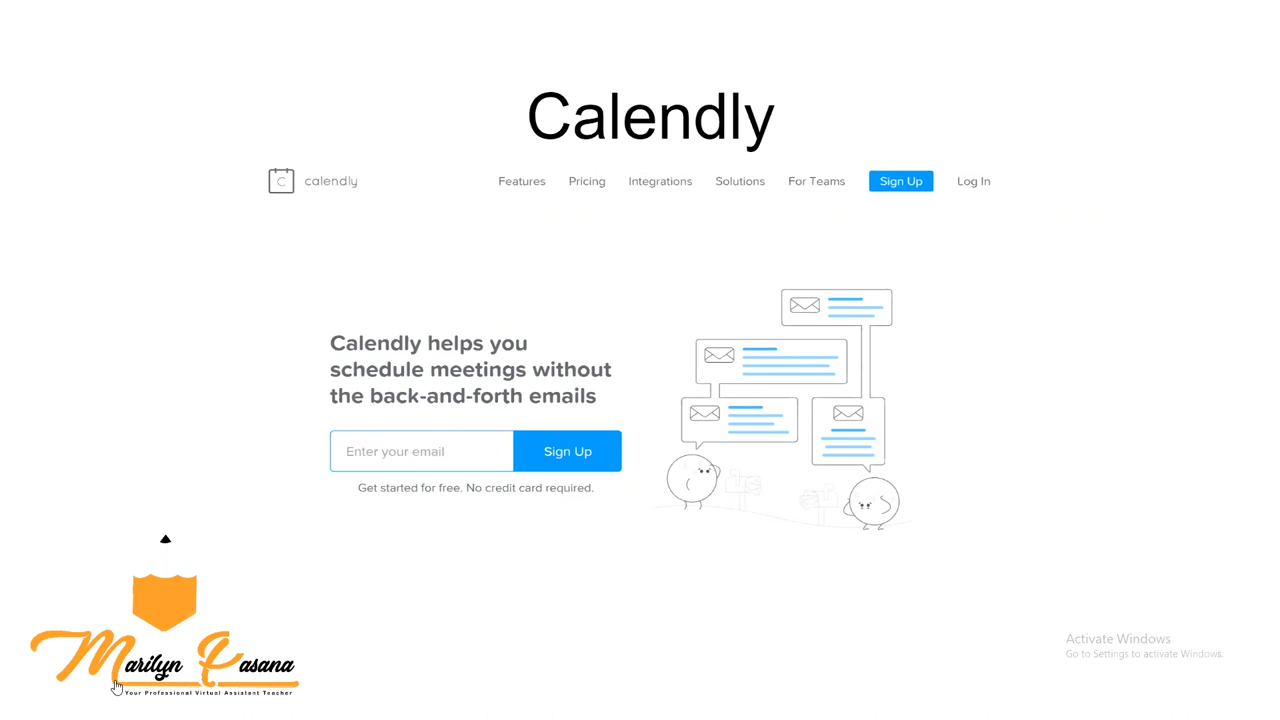 Calendly
C calendly Features Pricing Integrations Solutions For Teams Sign Up Log In
Calendly helps you
schedule meetings without
the back-and-forth emails
Enter your email Sign Up
Get started for free. No credit card required.
Marilyn Pasana
Your Professional Virtual Assistant Teacher
Activate Windows
Go to Settings to activate Windows.